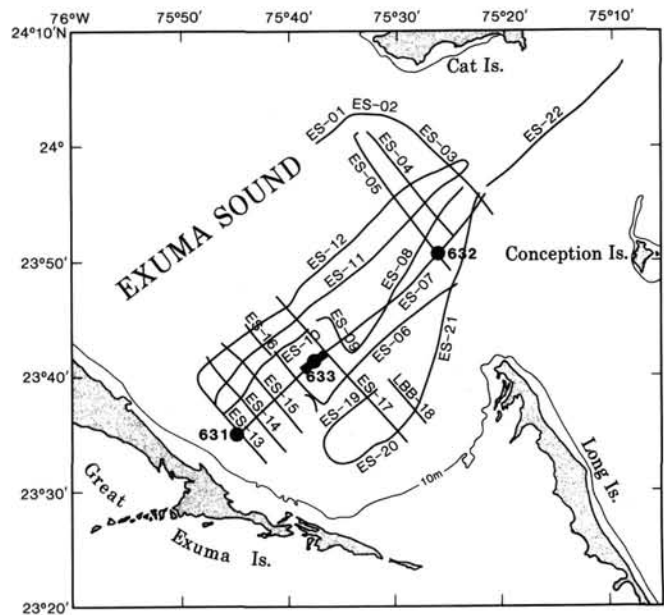 76°W
75°50'
75°40'
75°30'
75°20'
75°10'
24°10'N
24°
23°50'
23°40'
23°30'
23°20'
Cat Is.
ES-01
ES-02
ES-03
ES-04
ES-05
ES-22
EXUMA SOUND
ES-12
ES-11
ES-08
632
Conception Is.
ES-07
ES-16
ES-10
ES-09
ES-06
ES-21
633
ES-15
ES-14
ES-13
631
ES-19
ES-17
LBB-18
ES-20
10m
Long Is.
Great
Exuma Is.